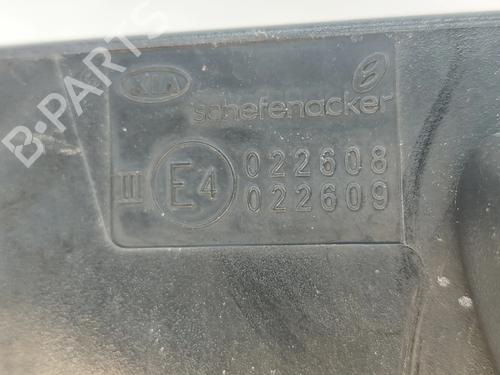 KIA
schefenacker
III E4 022608
022609
B-PARTS